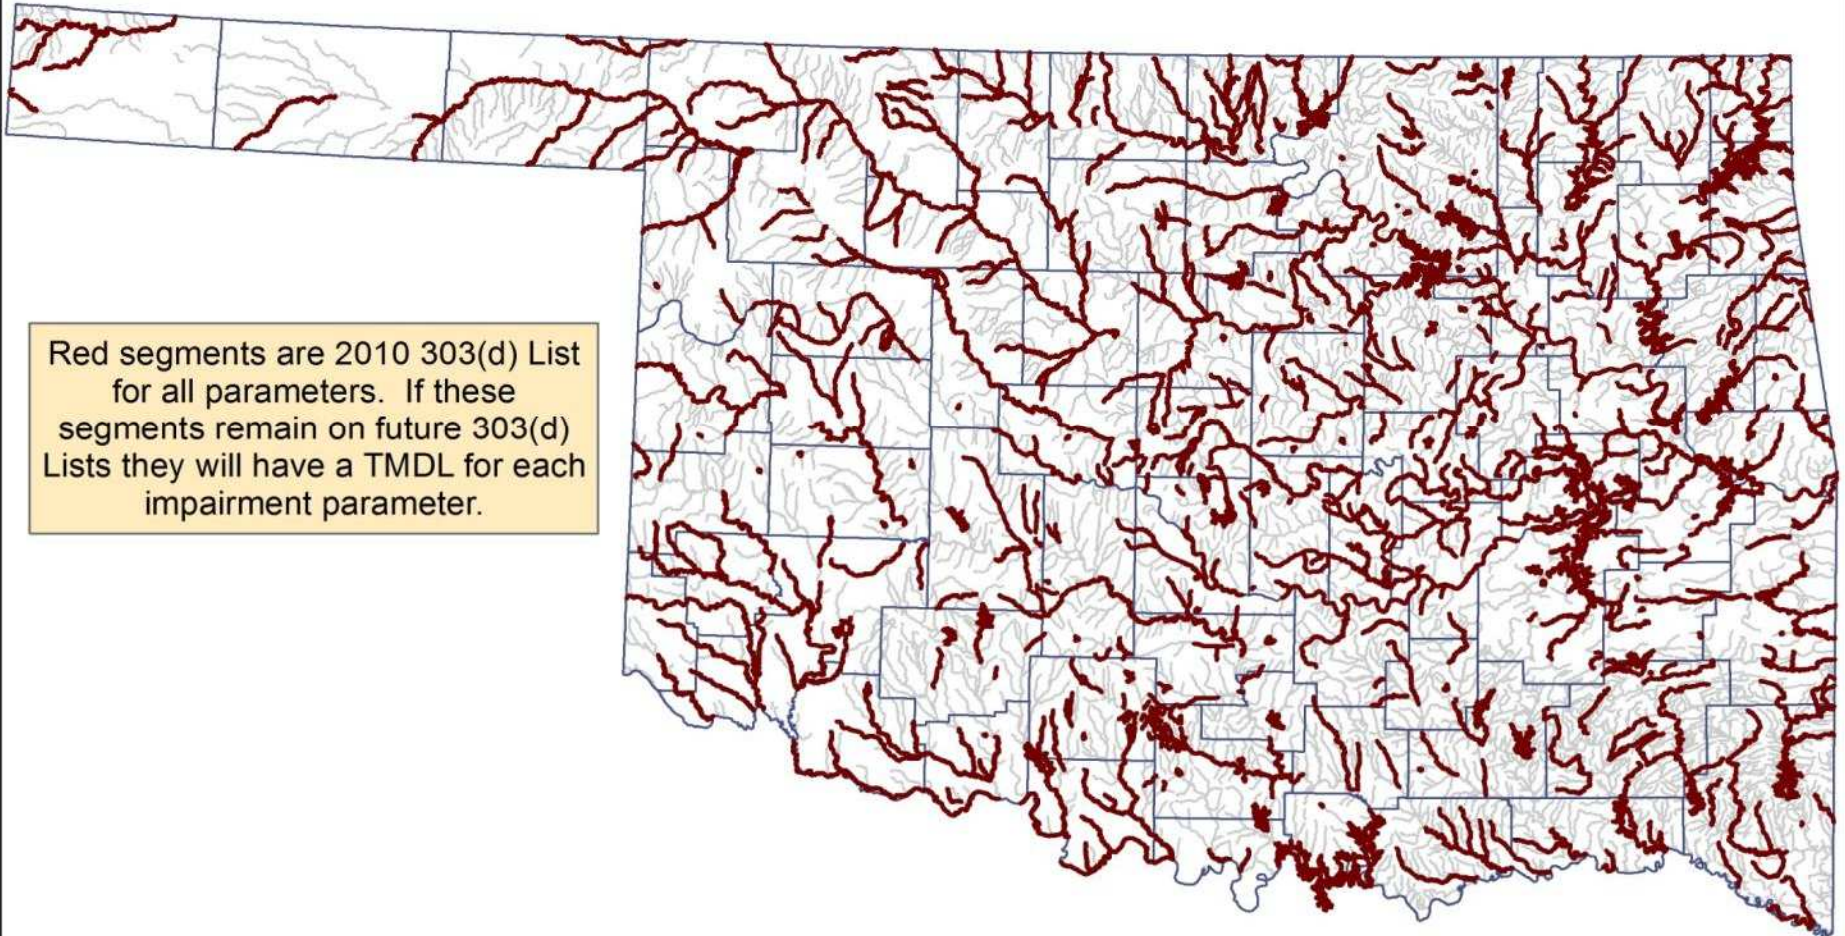 Red segments are 2010 303(d) List
for all parameters. If these
segments remain on future 303(d)
Lists they will have a TMDL for each
impairment parameter.